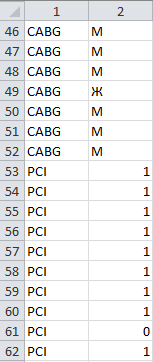 1 2
46 CABG М
47 CABG М
48 CABG М
49 CABG Ж
50 CABG М
51 CABG М
52 CABG М
53 PCI 1
54 PCI 1
55 PCI 1
56 PCI 1
57 PCI 1
58 PCI 1
59 PCI 1
60 PCI 1
61 PCI 0
62 PCI 1